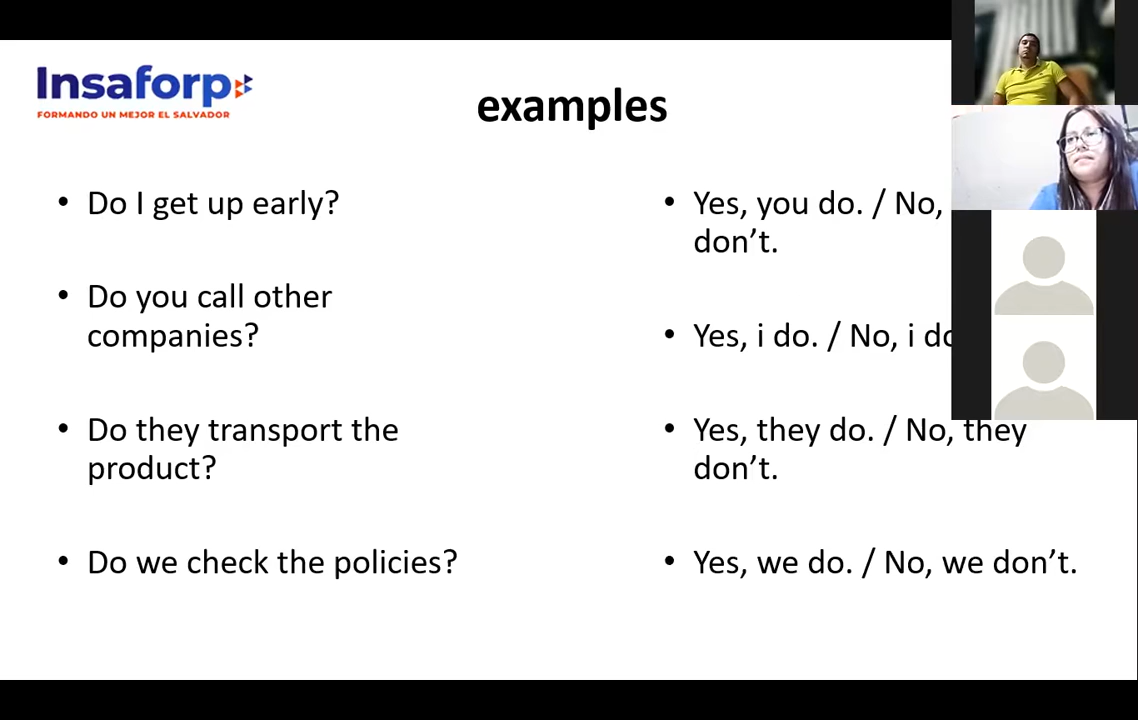 Insaforp
FORMANDO UN MEJOR EL SALVADOR
examples
• Do I get up early?
• Yes, you do. / No,
don’t.
• Do you call other
companies?
• Yes, i do. / No, i
• Do they transport the
product?
• Yes, they do. / No, they
don’t.
• Do we check the policies?
• Yes, we do. / No, we don’t.